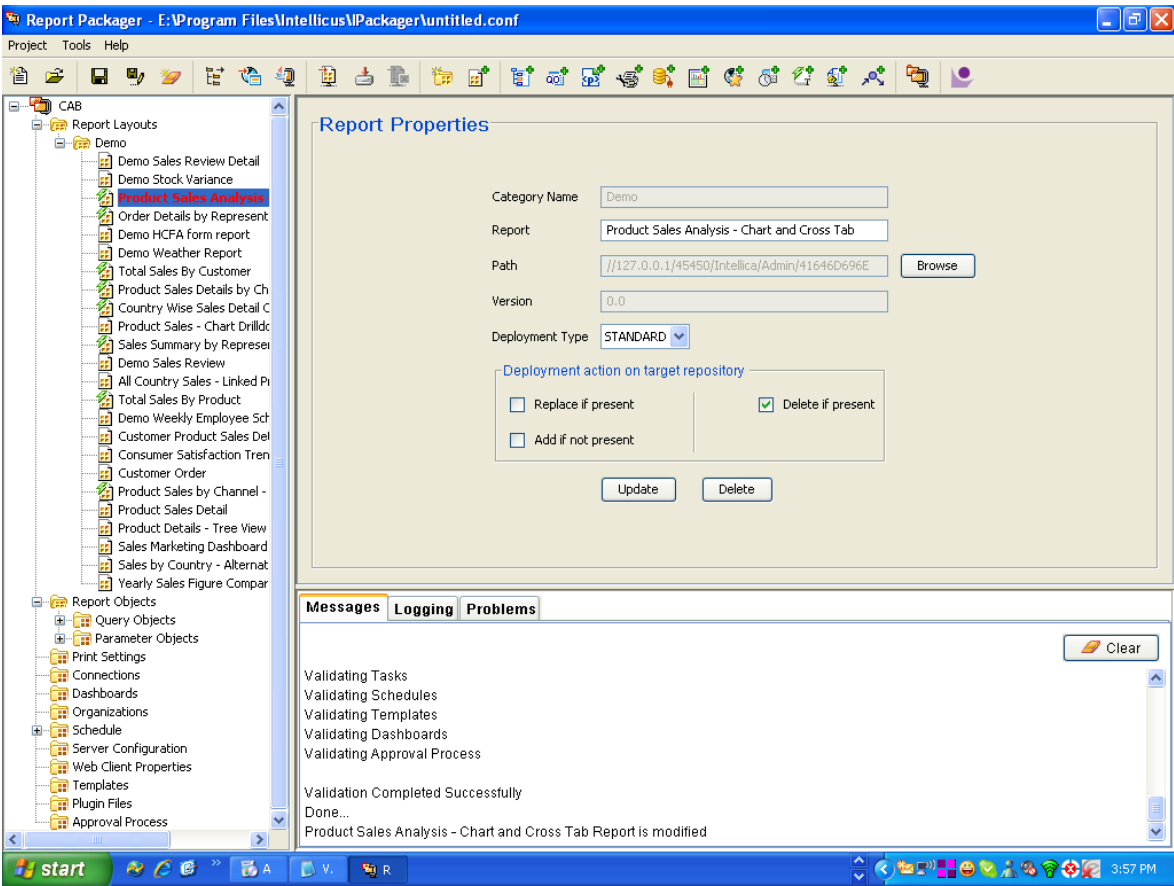 Report Packager - E:\Program Files\Intellicus\IPackager\untitled.conf
Project Tools Help
CAB
Report Layouts
Demo
Demo Sales Review Detail
Demo Stock Variance
Product Sales Analysis
Order Details by Represent
Demo HCFA form report
Demo Weather Report
Total Sales By Customer
Product Sales Details by Ch
Country Wise Sales Detail C
Product Sales - Chart Drilldo
Sales Summary by Represen
Demo Sales Review
All Country Sales - Linked Pr
Total Sales By Product
Demo Weekly Employee Sch
Customer Product Sales Det
Consumer Satisfaction Tren
Customer Order
Product Sales by Channel -
Product Sales Detail
Product Details - Tree View
Sales Marketing Dashboard
Sales by Country - Alternat
Yearly Sales Figure Compar
Report Objects
Query Objects
Parameter Objects
Print Settings
Connections
Dashboards
Organizations
Schedule
Server Configuration
Web Client Properties
Templates
Plugin Files
Approval Process
Report Properties
Category Name Demo
Report Product Sales Analysis - Chart and Cross Tab
Path //127.0.0.1/45450/Intellica/Admin/41646D696E Browse
Version 0.0
Deployment Type STANDARD
Deployment action on target repository
Replace if present Delete if present
Add if not present
Update Delete
Messages Logging Problems
Clear
Validating Tasks
Validating Schedules
Validating Templates
Validating Dashboards
Validating Approval Process
Validation Completed Successfully
Done...
Product Sales Analysis - Chart and Cross Tab Report is modified
start A V. R 3:57 PM